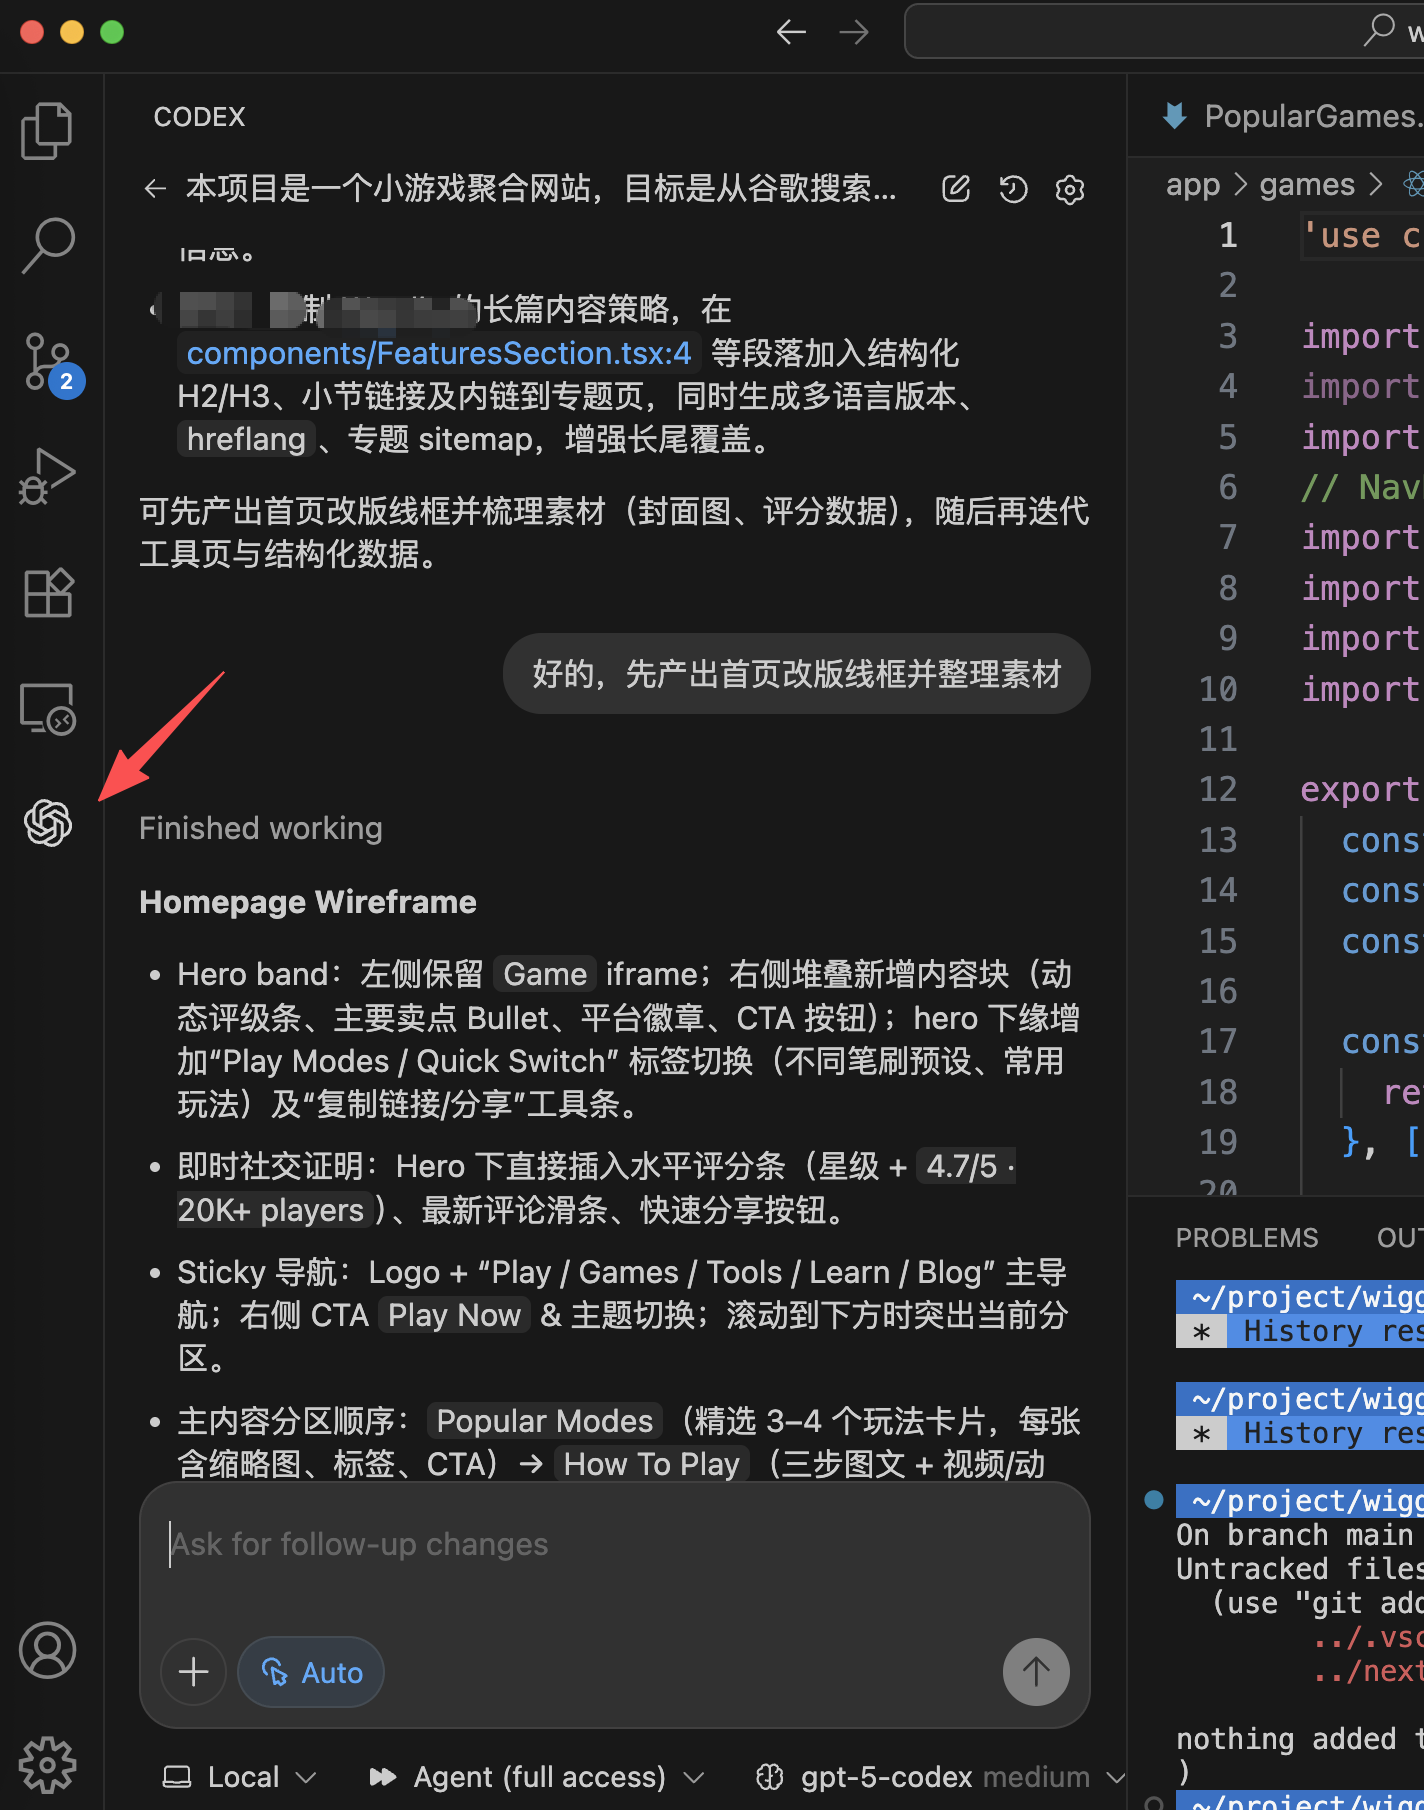 w
CODEX
本项目是一个小游戏聚合网站，目标是从谷歌搜索...
信息。
的长篇内容策略，在
components/FeaturesSection.tsx:4 等段落加入结构化
H2/H3、小节链接及内链到专题页，同时生成多语言版本、
hreflang、专题 sitemap，增强长尾覆盖。
可先产出首页改版线框并梳理素材（封面图、评分数据），随后再迭代
工具页与结构化数据。
好的，先产出首页改版线框并整理素材
Finished working
Homepage Wireframe
• Hero band：左侧保留 Game iframe；右侧堆叠新增内容块（动
态评级条、主要卖点 Bullet、平台徽章、CTA 按钮）；hero 下缘增
加“Play Modes / Quick Switch” 标签切换（不同笔刷预设、常用
玩法）及“复制链接/分享”工具条。
• 即时社交证明：Hero 下直接插入水平评分条（星级 + 4.7/5 ·
20K+ players）、最新评论滑条、快速分享按钮。
• Sticky 导航：Logo + “Play / Games / Tools / Learn / Blog” 主导
航；右侧 CTA Play Now & 主题切换；滚动到下方时突出当前分
区。
• 主内容分区顺序：Popular Modes（精选 3–4 个玩法卡片，每张
含缩略图、标签、CTA）→ How To Play（三步图文 + 视频/动
Ask for follow-up changes
Auto
Local
Agent (full access)
gpt-5-codex medium
2
PopularGames.
app > games >
1 'use c
2
3 import
4 import
5 import
6 // Nav
7 import
8 import
9 import
10 import
11
12 export
13 cons
14 cons
15 cons
16
17 cons
18 re
19 }, [
20
PROBLEMS OUT
~/project/wigg
* History res
~/project/wigg
* History res
~/project/wigg
On branch main
Untracked files
(use "git add
../.vsc
../next
nothing added t
)
~/project/wigg